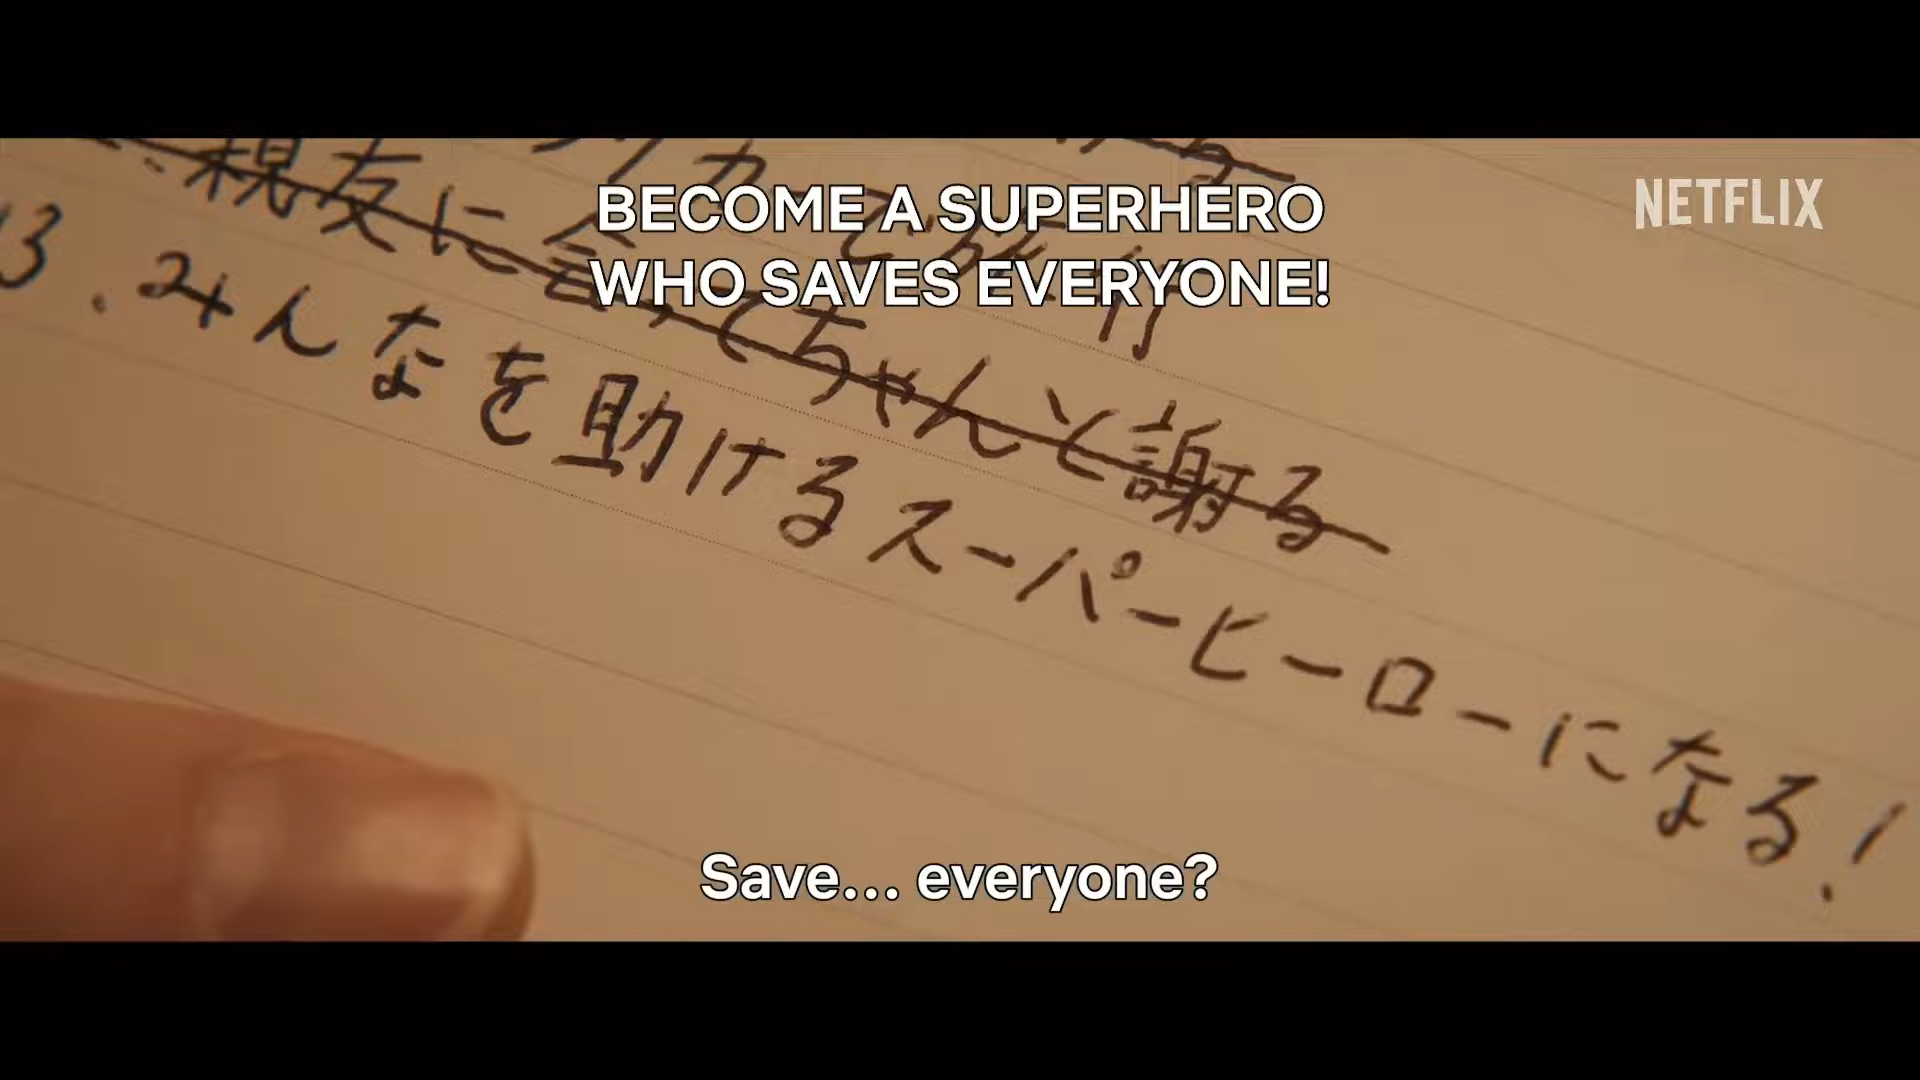 BECOME A SUPERHERO
WHO SAVES EVERYONE!
NETFLIX
親友に会ってちゃんと謝る
13.みんなを助けるスーパーヒーローになる!
Save... everyone?